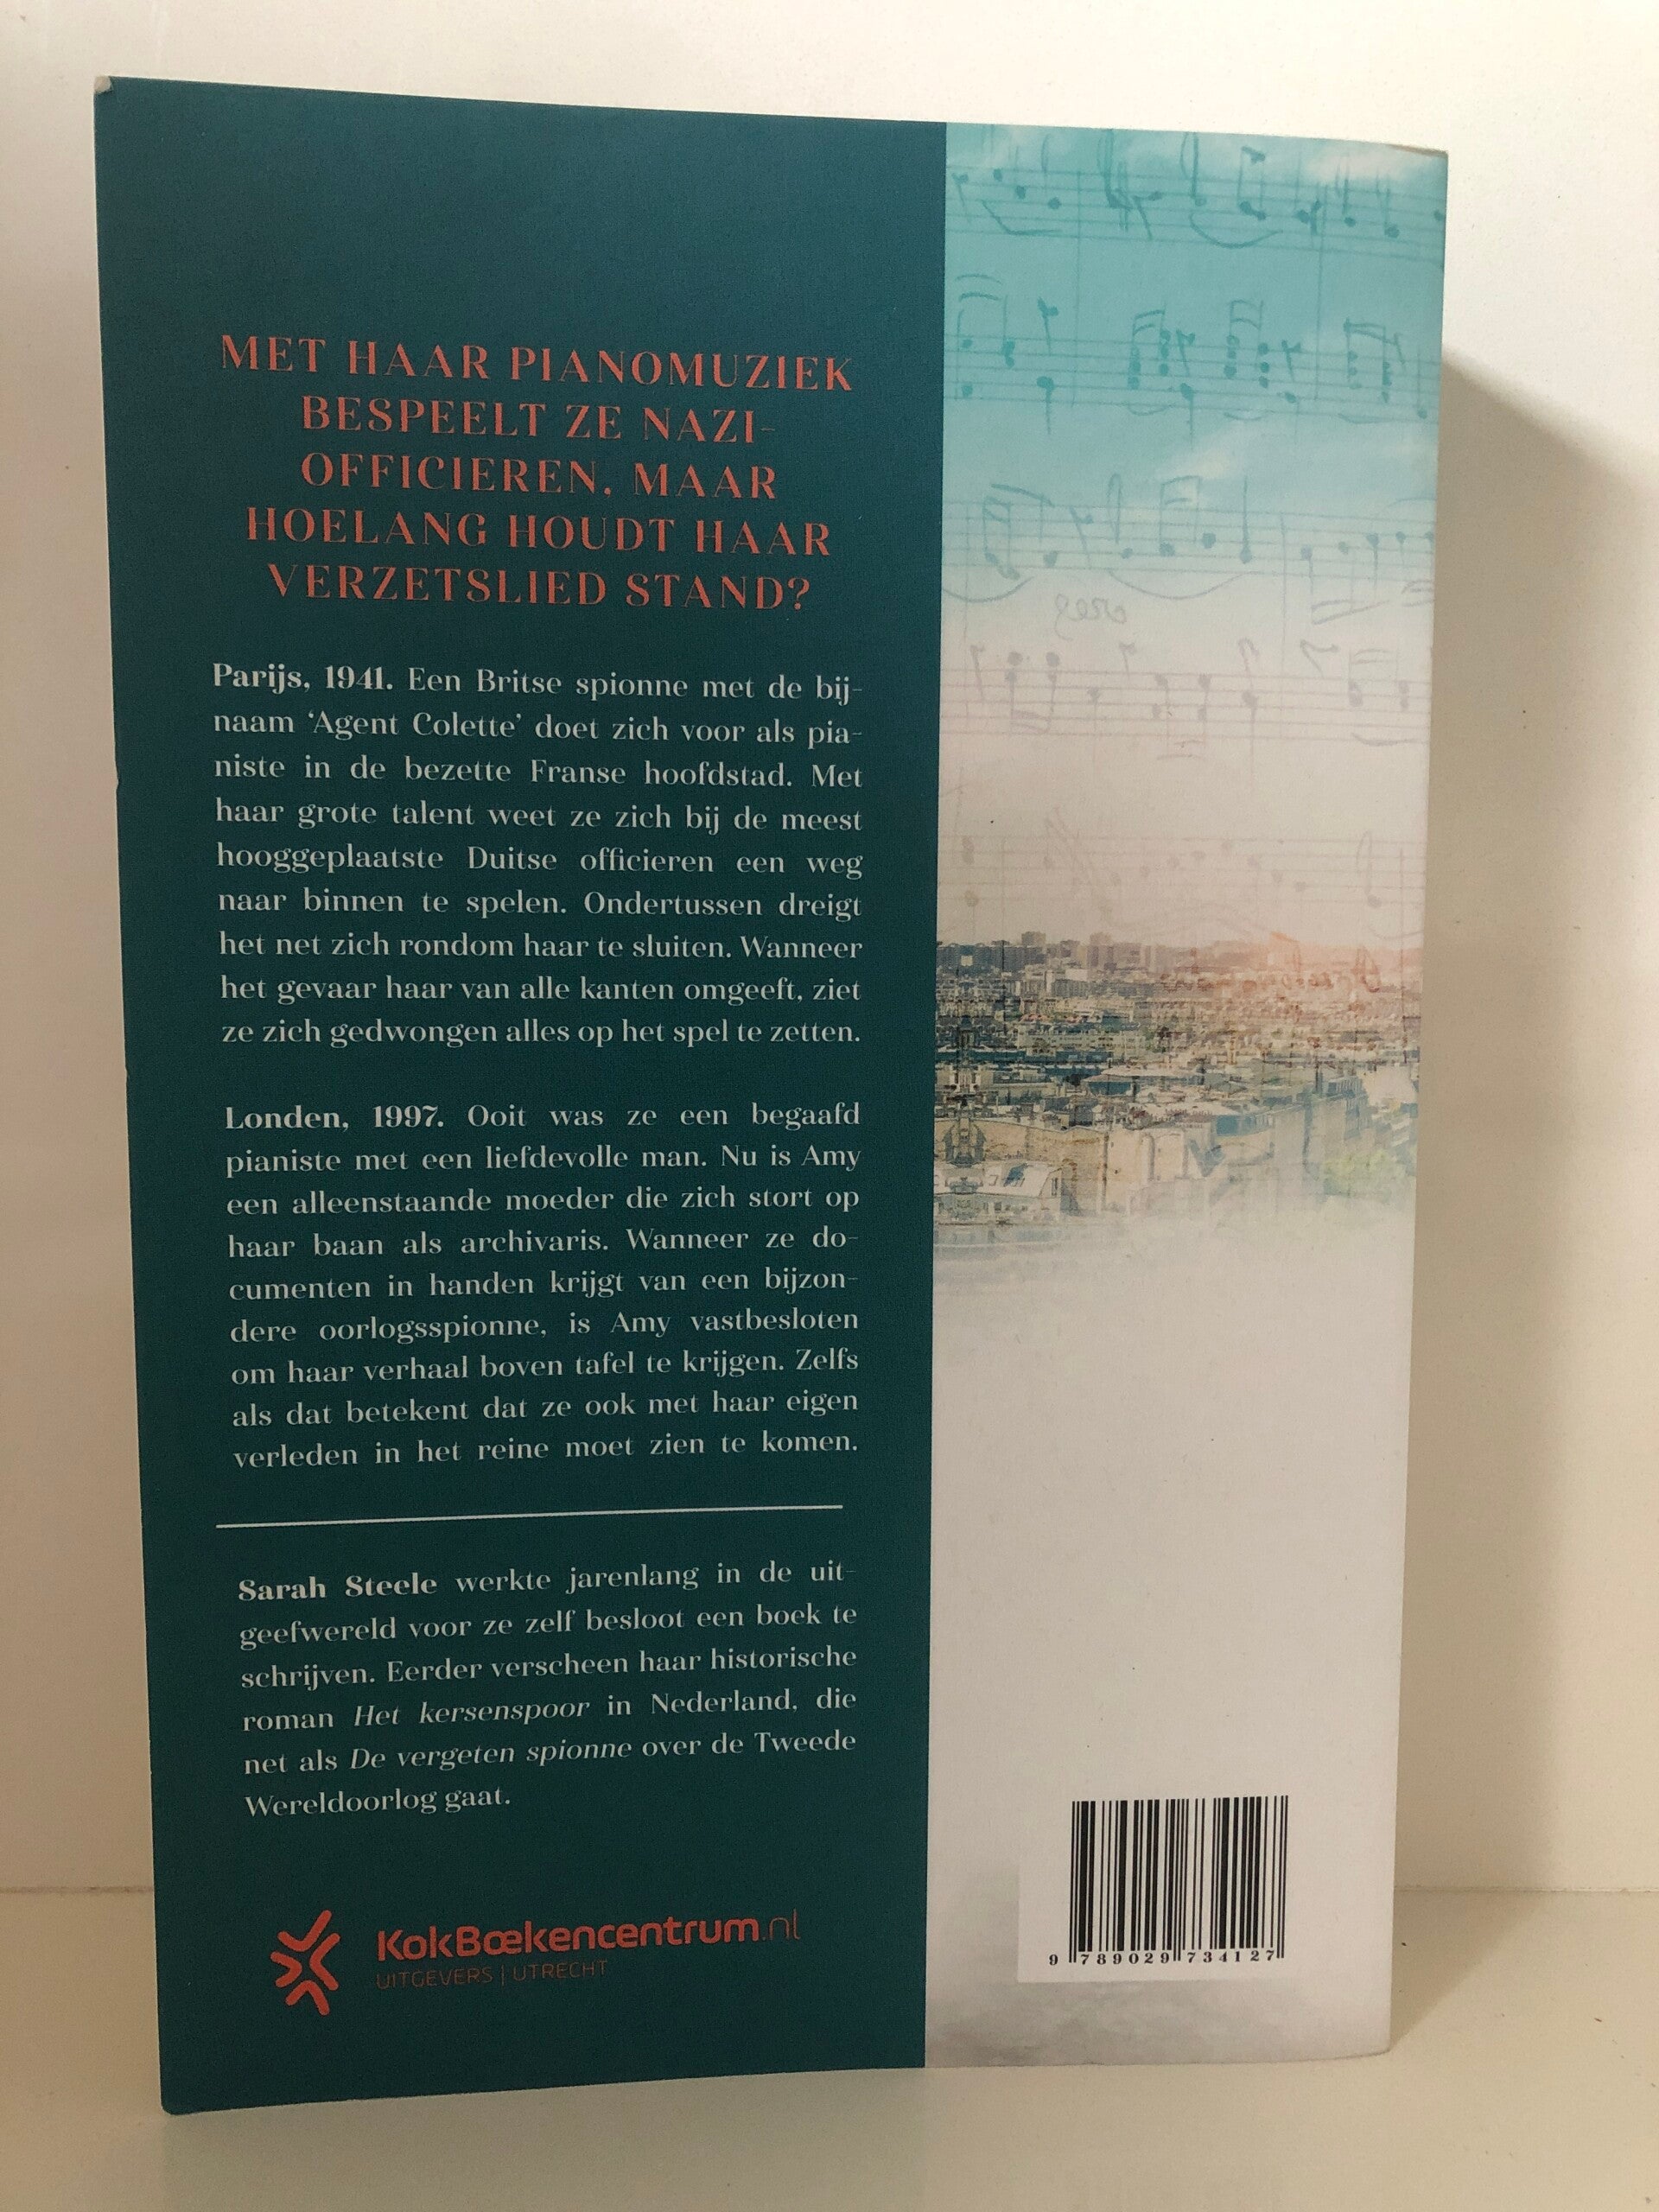 MET HAAR PIANOMUZIEK
BESPEELT ZE NAZI-
OFFICIEREN. MAAR
HOELANG HOUDT HAAR
VERZETSLIED STAND?
Parijs, 1941. Een Britse spionne met de bij-
naam ‘Agent Colette’ doet zich voor als pia-
niste in de bezette Franse hoofdstad. Met
haar grote talent weet ze zich bij de meest
hooggeplaatste Duitse officieren een weg
naar binnen te spelen. Ondertussen dreigt
het net zich rondom haar te sluiten. Wanneer
het gevaar haar van alle kanten omgeeft, ziet
ze zich gedwongen alles op het spel te zetten.
Londen, 1997. Ooit was ze een begaafd
pianiste met een liefdevolle man. Nu is Amy
een alleenstaande moeder die zich stort op
haar baan als archivaris. Wanneer ze do-
cumenten in handen krijgt van een bijzon-
dere oorlogsspionne, is Amy vastbesloten
om haar verhaal boven tafel te krijgen. Zelfs
als dat betekent dat ze ook met haar eigen
verleden in het reine moet zien te komen.
Sarah Steele werkte jarenlang in de uit-
geefwereld voor ze zelf besloot een boek te
schrijven. Eerder verscheen haar historische
roman Het kersenspoor in Nederland, die
net als De vergeten spionne over de Tweede
Wereldoorlog gaat.
KokBoekencentrum.nl
UITGEVERS | UTRECHT
9 789029 734127